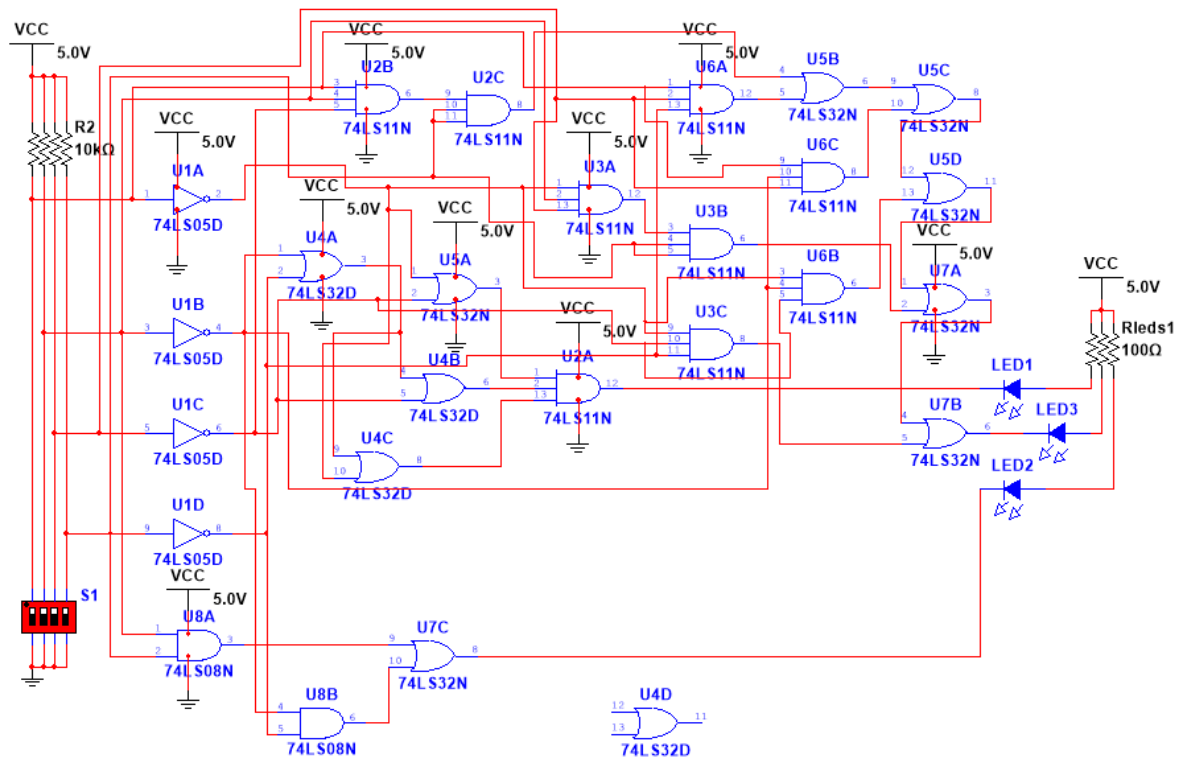 VCC
5.0V
R2
10kΩ
VCC
5.0V
U1A
1
2
74LS05D
U1B
3
4
74LS05D
U1C
5
6
74LS05D
U1D
9
8
74LS05D
S1
VCC
5.0V
U8A
1
2
3
74LS08N
U8B
4
5
6
74LS08N
VCC
5.0V
U2B
3
4
5
6
74LS11N
U2C
9
10
11
8
74LS11N
VCC
5.0V
U4A
1
2
3
74LS32D
VCC
5.0V
U5A
1
2
3
74LS32N
U4B
4
5
6
74LS32D
U4C
9
10
8
74LS32D
VCC
5.0V
U2A
1
2
13
12
74LS11N
U7C
9
10
8
74LS32N
U4D
12
13
11
74LS32D
VCC
5.0V
U3A
1
2
13
12
74LS11N
U3B
3
4
5
6
74LS11N
U3C
9
10
11
8
74LS11N
VCC
5.0V
U6A
1
2
13
12
74LS11N
U6C
9
10
11
8
74LS11N
U6B
3
4
5
6
74LS11N
U5B
4
5
6
74LS32N
U5C
9
10
8
74LS32N
U5D
12
13
11
74LS32N
VCC
5.0V
U7A
1
2
3
74LS32N
U7B
4
5
6
74LS32N
VCC
5.0V
Rleds1
100Ω
LED1
LED3
LED2